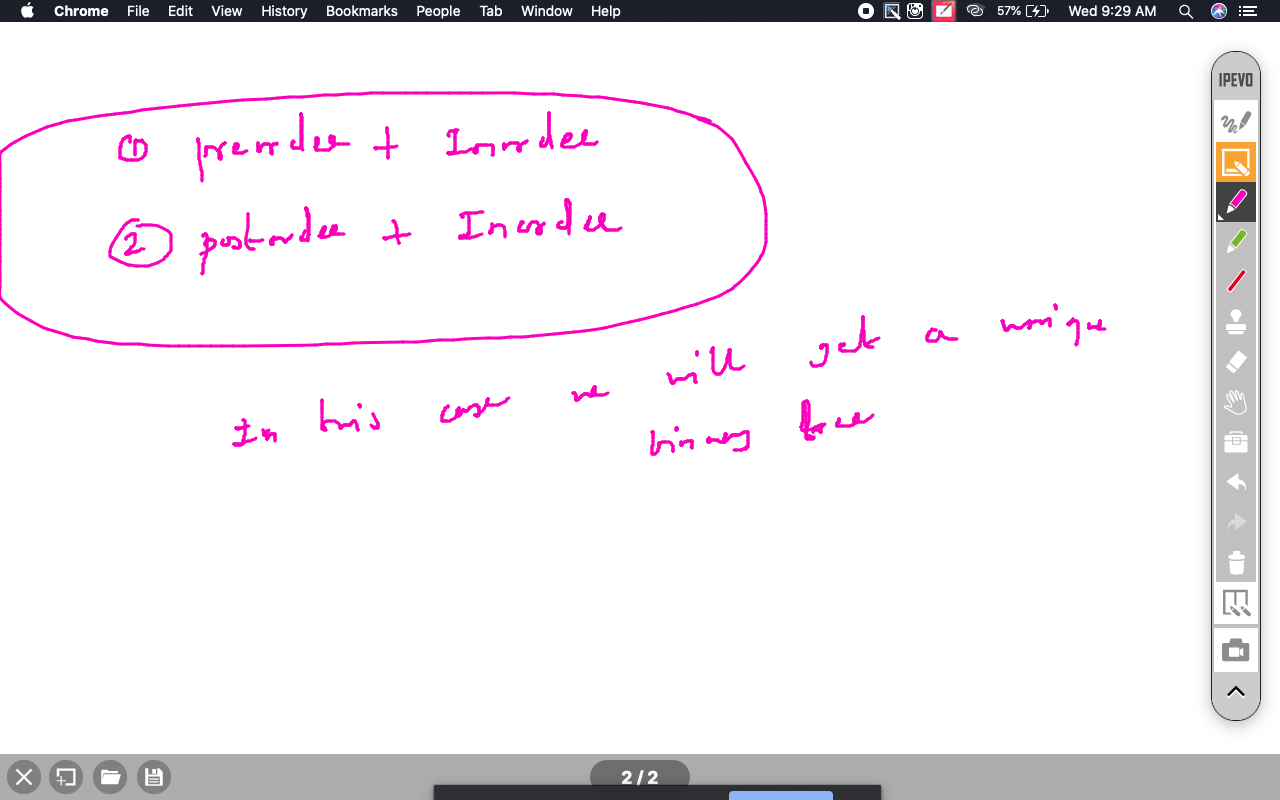 Chrome File Edit View History Bookmarks People Tab Window Help 57% Wed 9:29 AM
IPEVO
① preorder + Inorder
② postorder + Inorder
In this case we will get a unique
binary tree
2 / 2